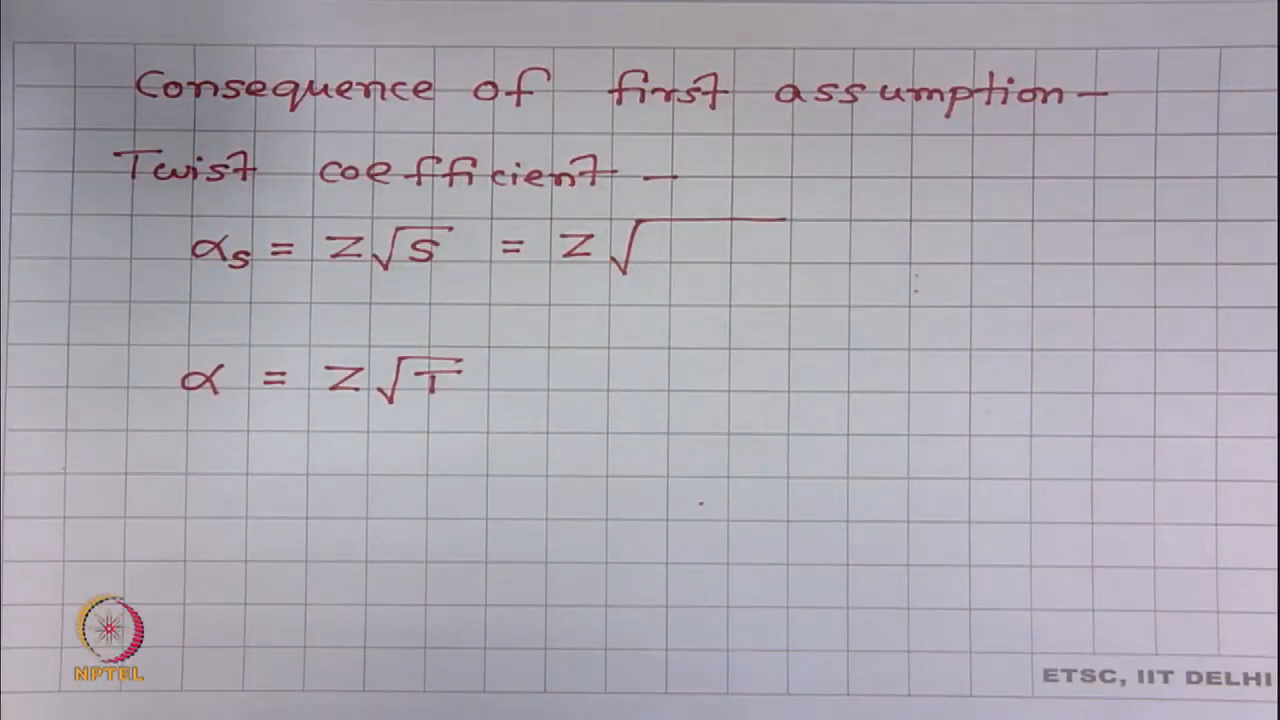 Consequence of first assumption –
Twist coefficient –
αs = Z√S = Z√
α = Z√T
NPTEL
ETSC, IIT DELHI